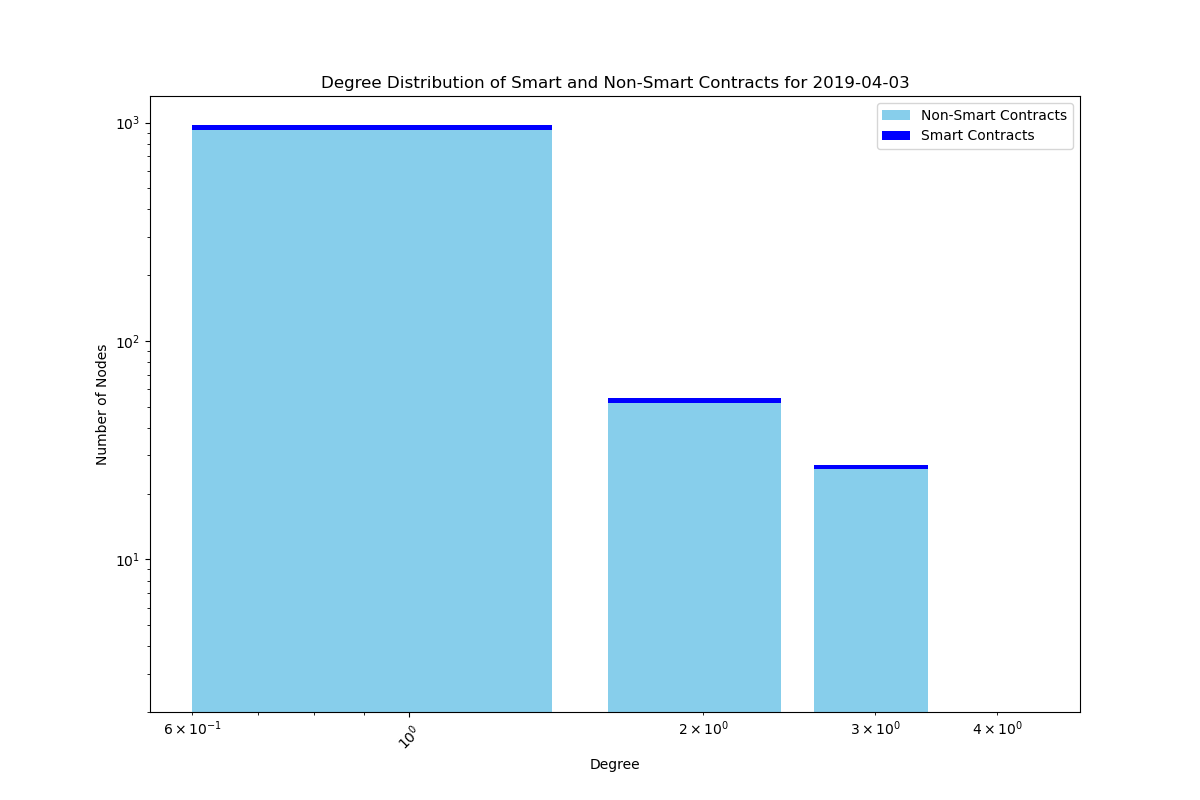 Degree Distribution of Smart and Non-Smart Contracts for 2019-04-03
Non-Smart Contracts
Smart Contracts
10³
10²
10¹
Number of Nodes
6 × 10⁻¹
10⁰
2 × 10⁰
3 × 10⁰
4 × 10⁰
Degree